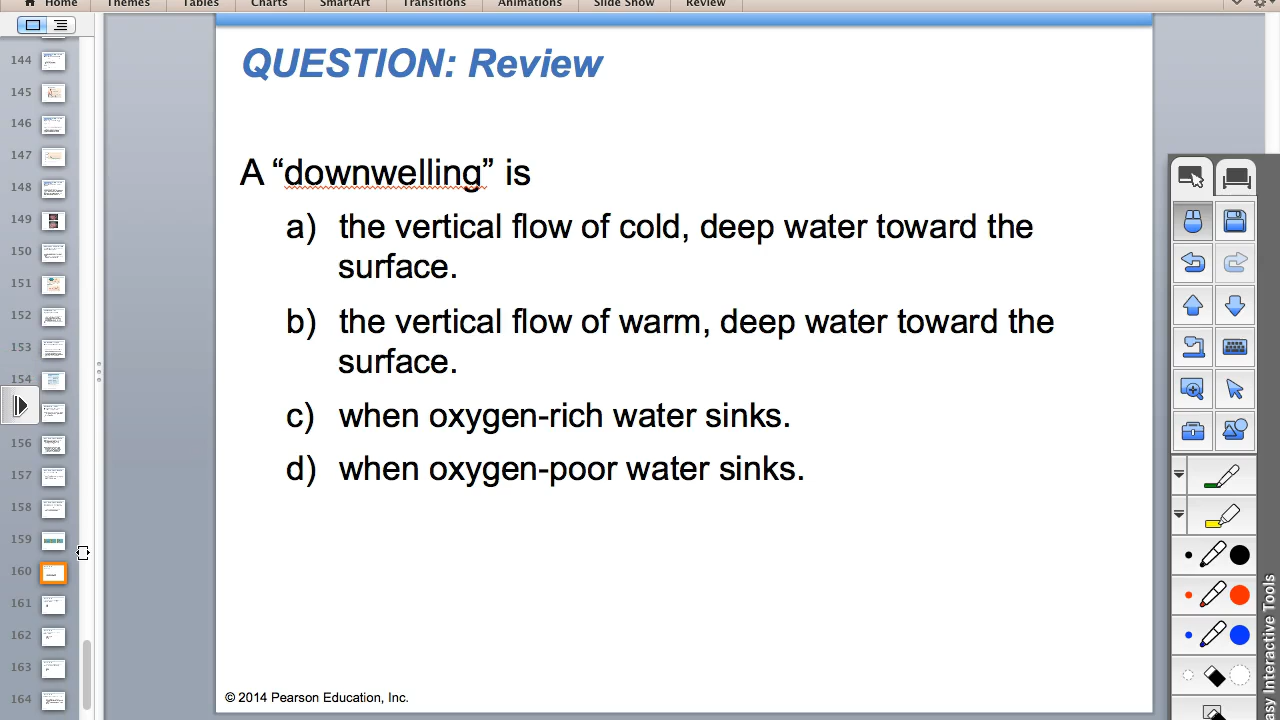 Home Themes Tables Charts SmartArt Transitions Animations Slide Show Review
QUESTION: Review
A “downwelling” is
a) the vertical flow of cold, deep water toward the
surface.
b) the vertical flow of warm, deep water toward the
surface.
c) when oxygen-rich water sinks.
d) when oxygen-poor water sinks.
© 2014 Pearson Education, Inc.
144
145
146
147
148
149
150
151
152
153
154
156
157
158
159
160
161
162
163
164
asy Interactive Tools